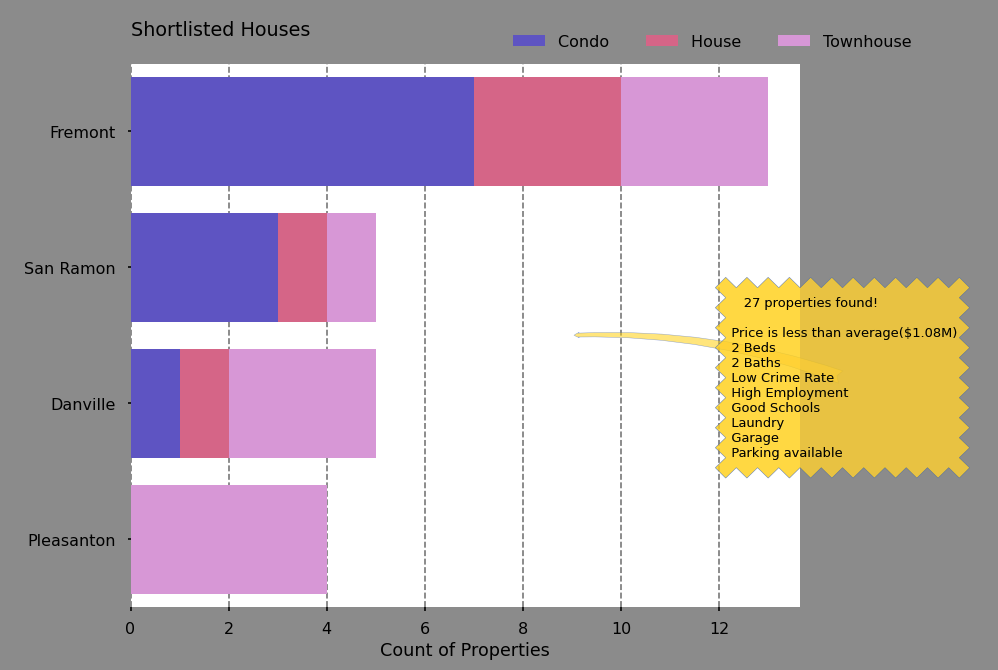 Shortlisted Houses
Condo House Townhouse
Fremont
San Ramon
27 properties found!
Price is less than average($1.08M)
2 Beds
2 Baths
Low Crime Rate
High Employment
Good Schools
Laundry
Garage
Parking available
Danville
Pleasanton
0 2 4 6 8 10 12
Count of Properties